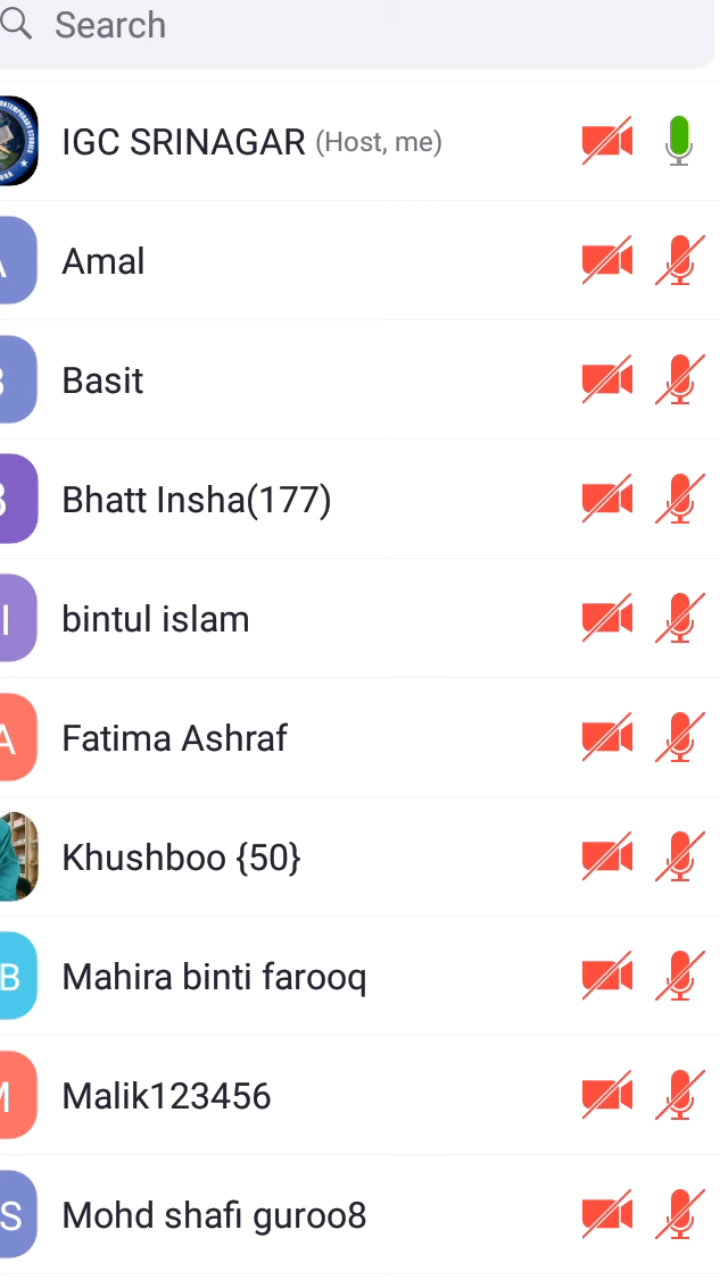 Search
IGC SRINAGAR (Host, me)
Amal
Basit
Bhatt Insha(177)
bintul islam
Fatima Ashraf
Khushboo {50}
B Mahira binti farooq
Malik123456
S Mohd shafi guroo8